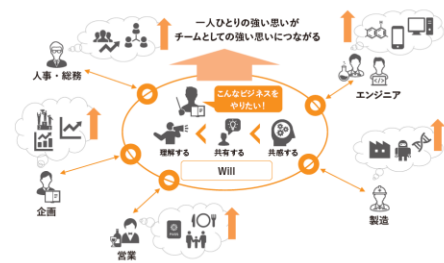 一人ひとりの強い思いが
チームとしての強い思いにつながる
人事・総務
エンジニア
こんなビジネスを
やりたい！
理解する
共有する
共感する
Will
企画
製造
営業